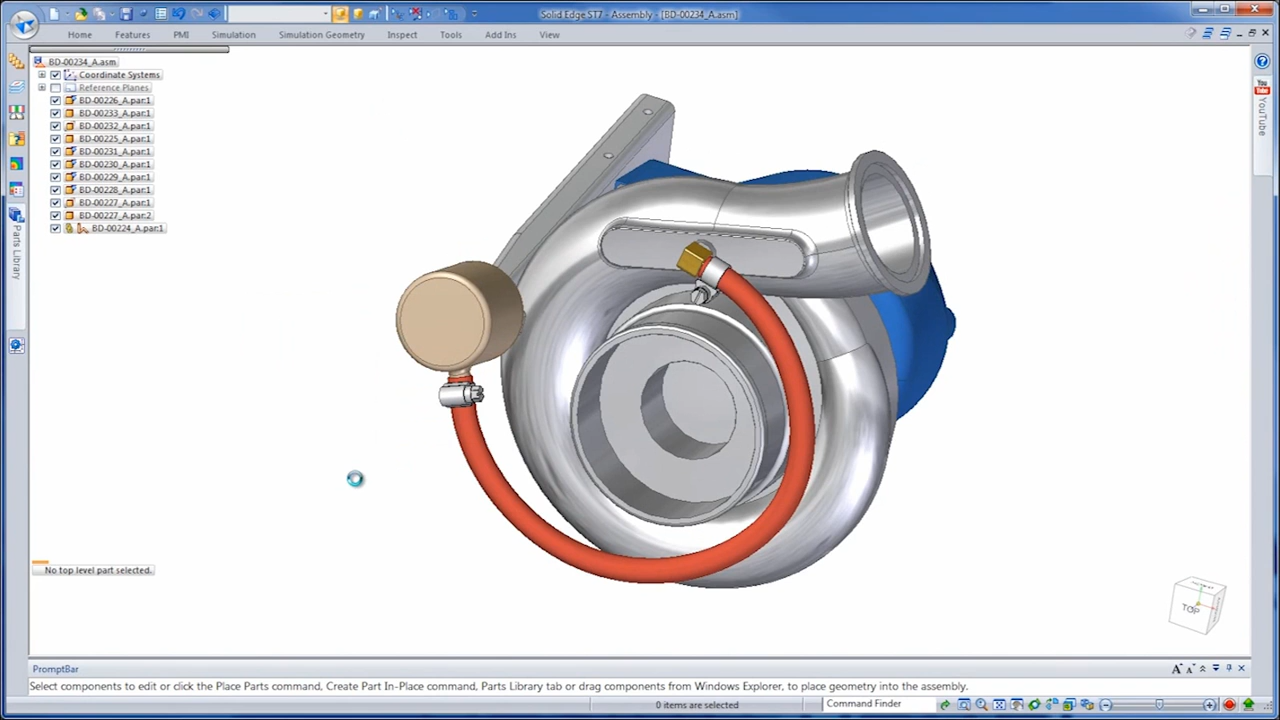 Solid Edge ST7 - Assembly - [BD-00234_A.asm]
Home Features PMI Simulation Simulation Geometry Inspect Tools Add Ins View
BD-00234_A.asm
Coordinate Systems
Reference Planes
BD-00226_A.par:1
BD-00233_A.par:1
BD-00232_A.par:1
BD-00225_A.par:1
BD-00231_A.par:1
BD-00230_A.par:1
BD-00229_A.par:1
BD-00228_A.par:1
BD-00227_A.par:1
BD-00227_A.par:2
BD-00224_A.par:1
Parts Library
You
Tube
YouTube
No top level part selected.
TOP
PromptBar
Select components to edit or click the Place Parts command, Create Part In-Place command, Parts Library tab or drag components from Windows Explorer, to place geometry into the assembly.
0 items are selected
Command Finder